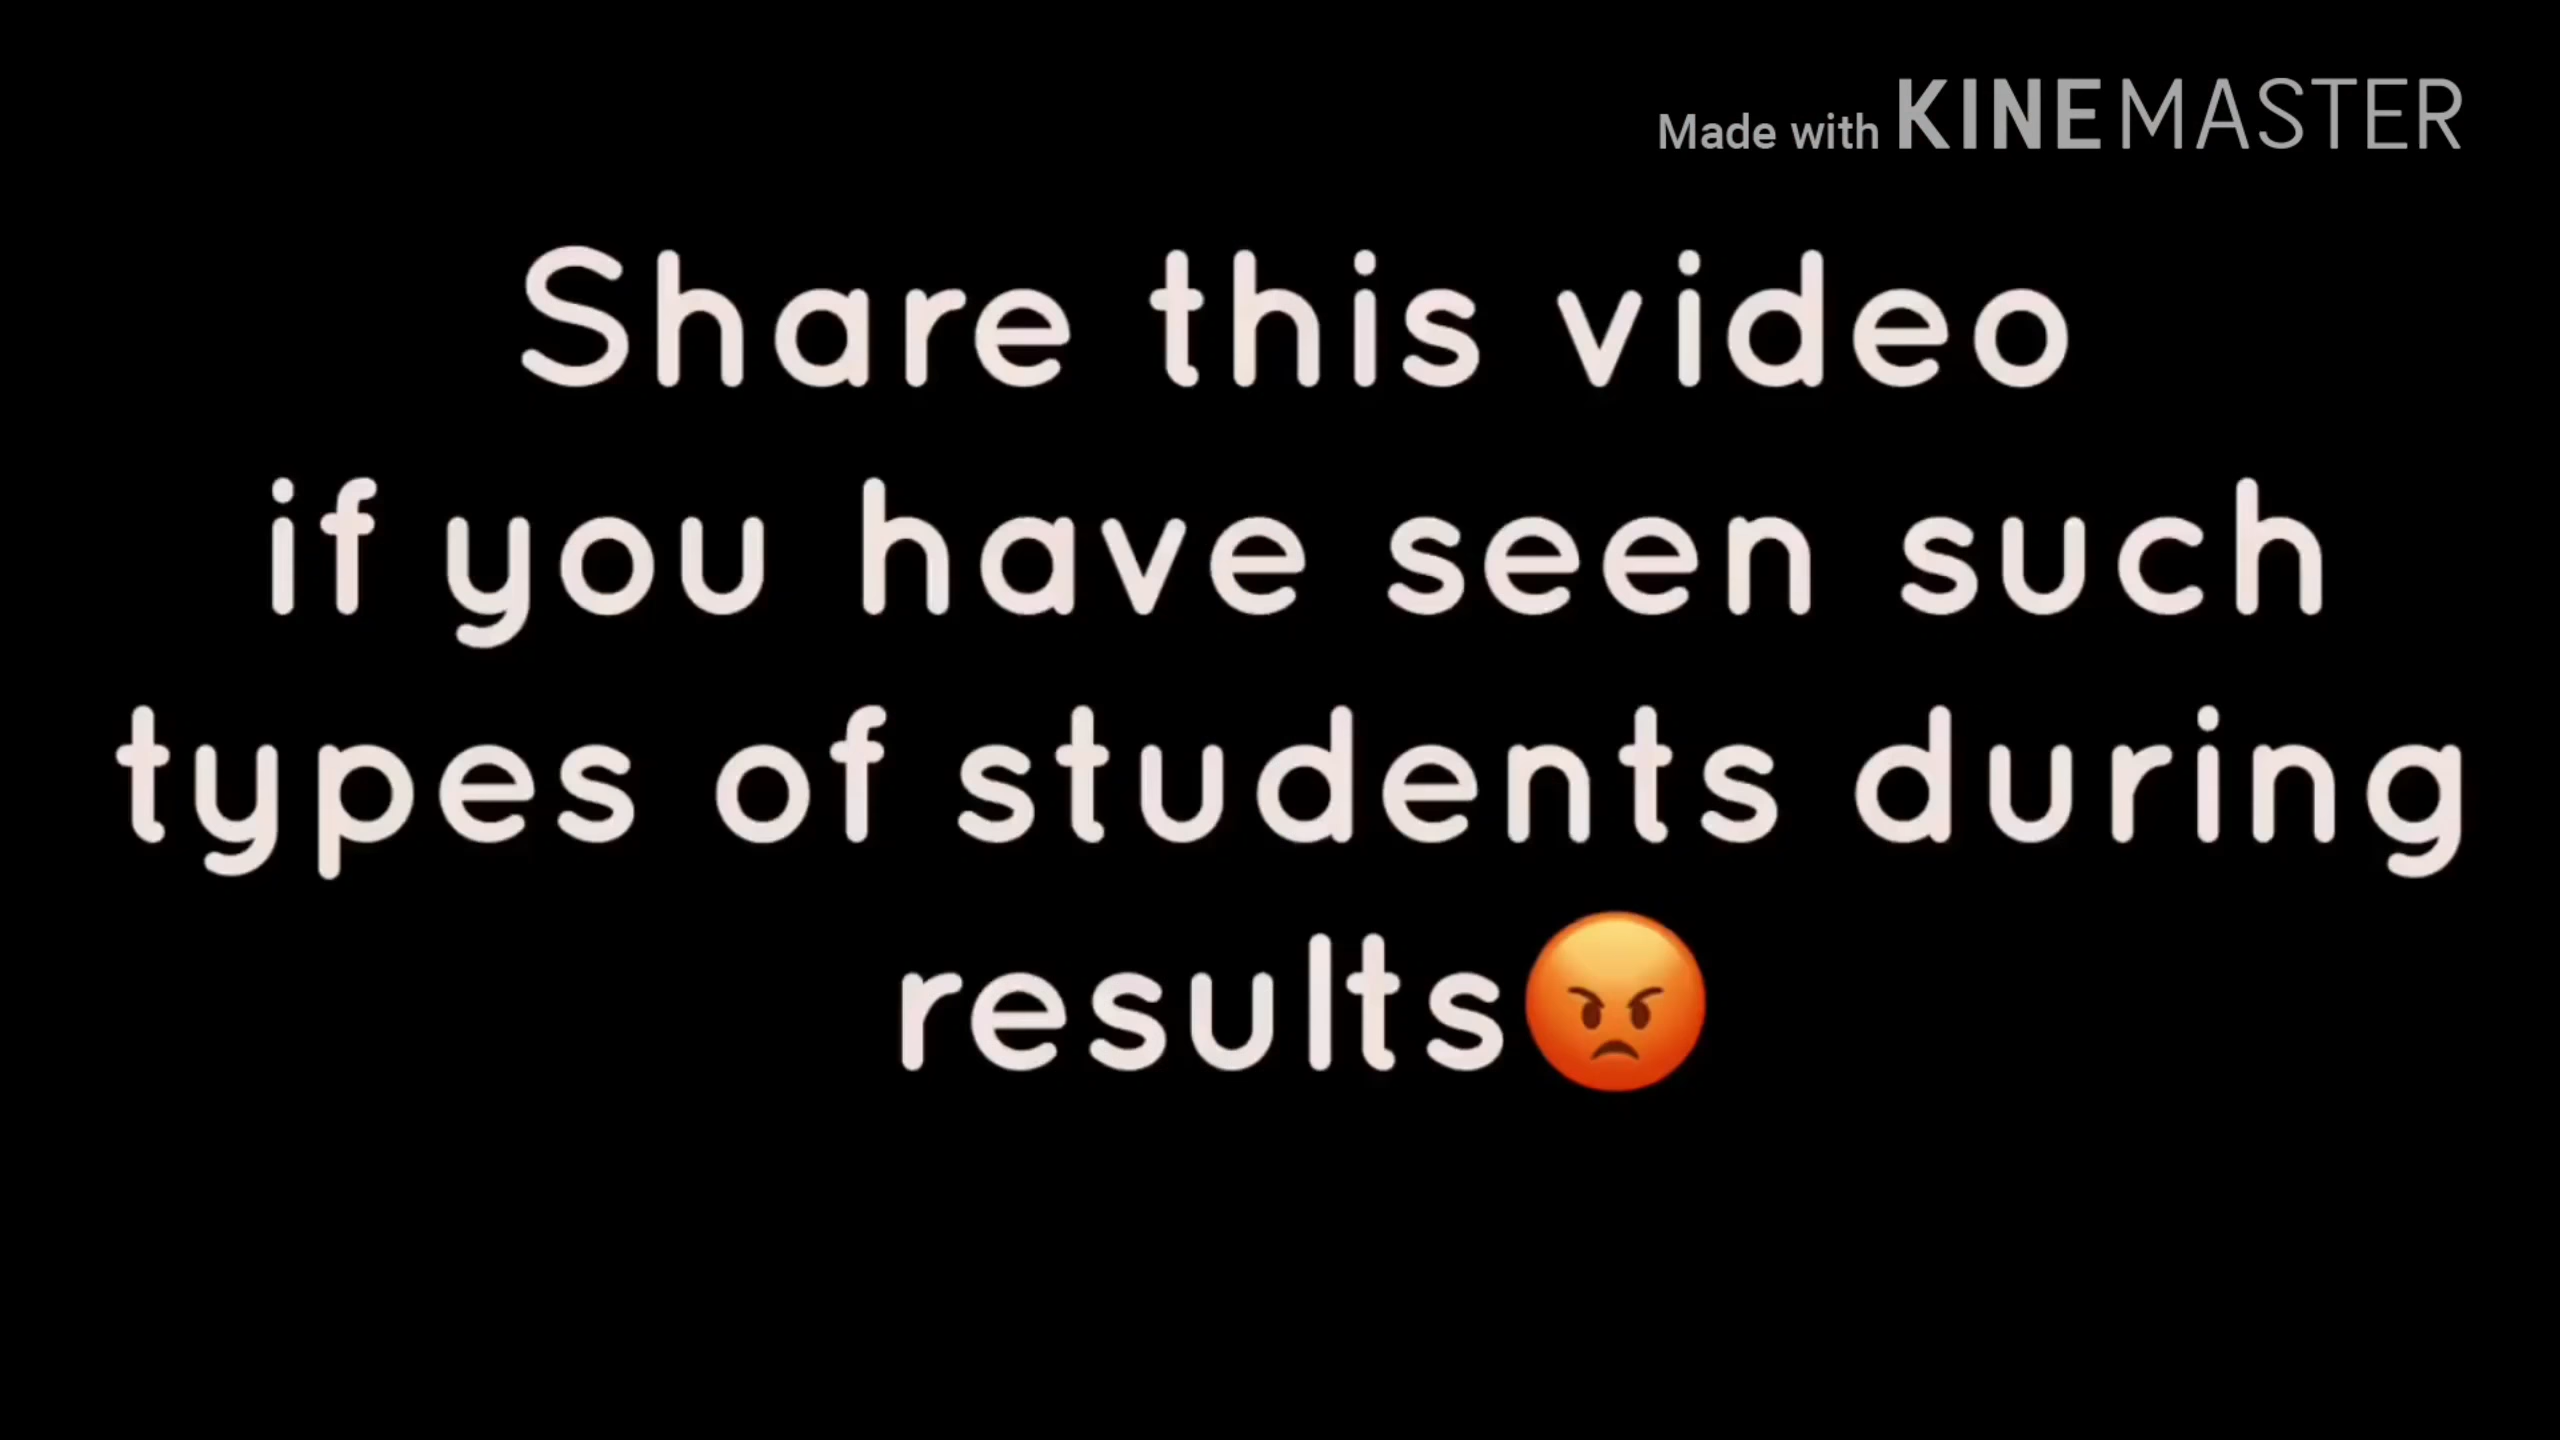 Made with KINEMASTER
Share this video
if you have seen such
types of students during
results😡